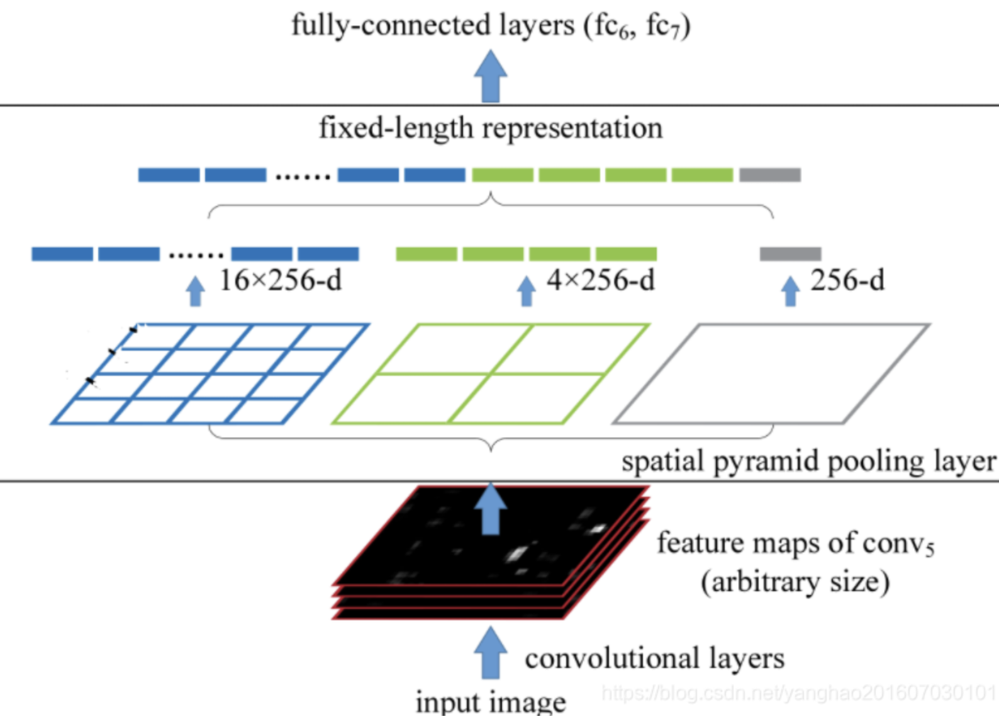 fully-connected layers (fc₆, fc₇)
fixed-length representation
......
......
16×256-d
4×256-d
256-d
spatial pyramid pooling layer
feature maps of conv₅
(arbitrary size)
convolutional layers
input image
https://blog.csdn.net/yanghao201607030101